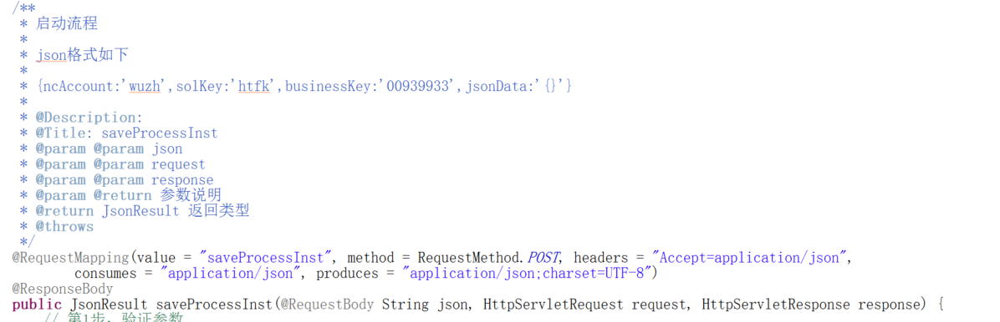 /**
 * 启动流程
 *
 * json格式如下
 *
 * {ncAccount:'wuzh',solKey:'htfk',businessKey:'00939933',jsonData:'{}'}
 *
 * @Description:
 * @Title: saveProcessInst
 * @param @param json
 * @param @param request
 * @param @param response
 * @param @return 参数说明
 * @return JsonResult 返回类型
 * @throws
 */
@RequestMapping(value = "saveProcessInst", method = RequestMethod.POST, headers = "Accept=application/json",
        consumes = "application/json", produces = "application/json;charset=UTF-8")
@ResponseBody
public JsonResult saveProcessInst(@RequestBody String json, HttpServletRequest request, HttpServletResponse response) {
    // 第1步，验证参数